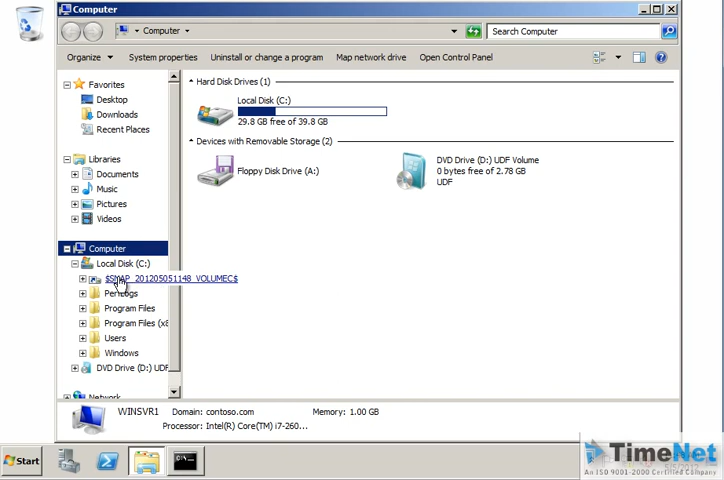 Computer
Computer
Search Computer
Organize
System properties
Uninstall or change a program
Map network drive
Open Control Panel
Favorites
Desktop
Downloads
Recent Places
Libraries
Documents
Music
Pictures
Videos
Computer
Local Disk (C:)
$SNAP_201205051148_VOLUMEC$
PerfLogs
Program Files
Program Files (x8
Users
Windows
DVD Drive (D:) UDF
Network
Hard Disk Drives (1)
Local Disk (C:)
29.8 GB free of 39.8 GB
Devices with Removable Storage (2)
Floppy Disk Drive (A:)
DVD Drive (D:) UDF Volume
0 bytes free of 2.78 GB
UDF
WINSVR1
Domain: contoso.com
Memory: 1.00 GB
Processor: Intel(R) Core(TM) i7-260...
Start
C:\
TimeNet
An ISO 9001-2000 Certified Institute